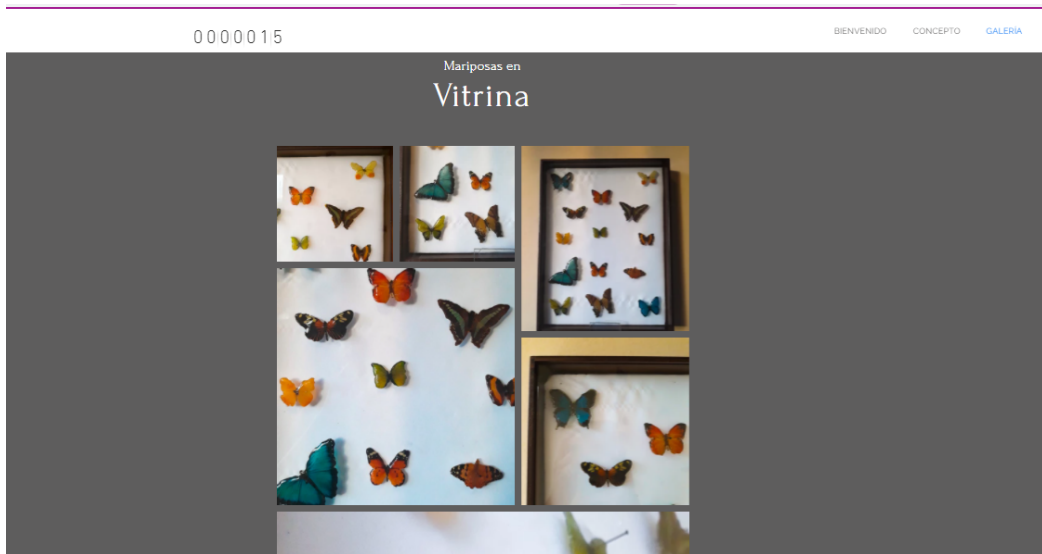 0000015
BIENVENIDO CONCEPTO GALERÍA
Mariposas en
Vitrina